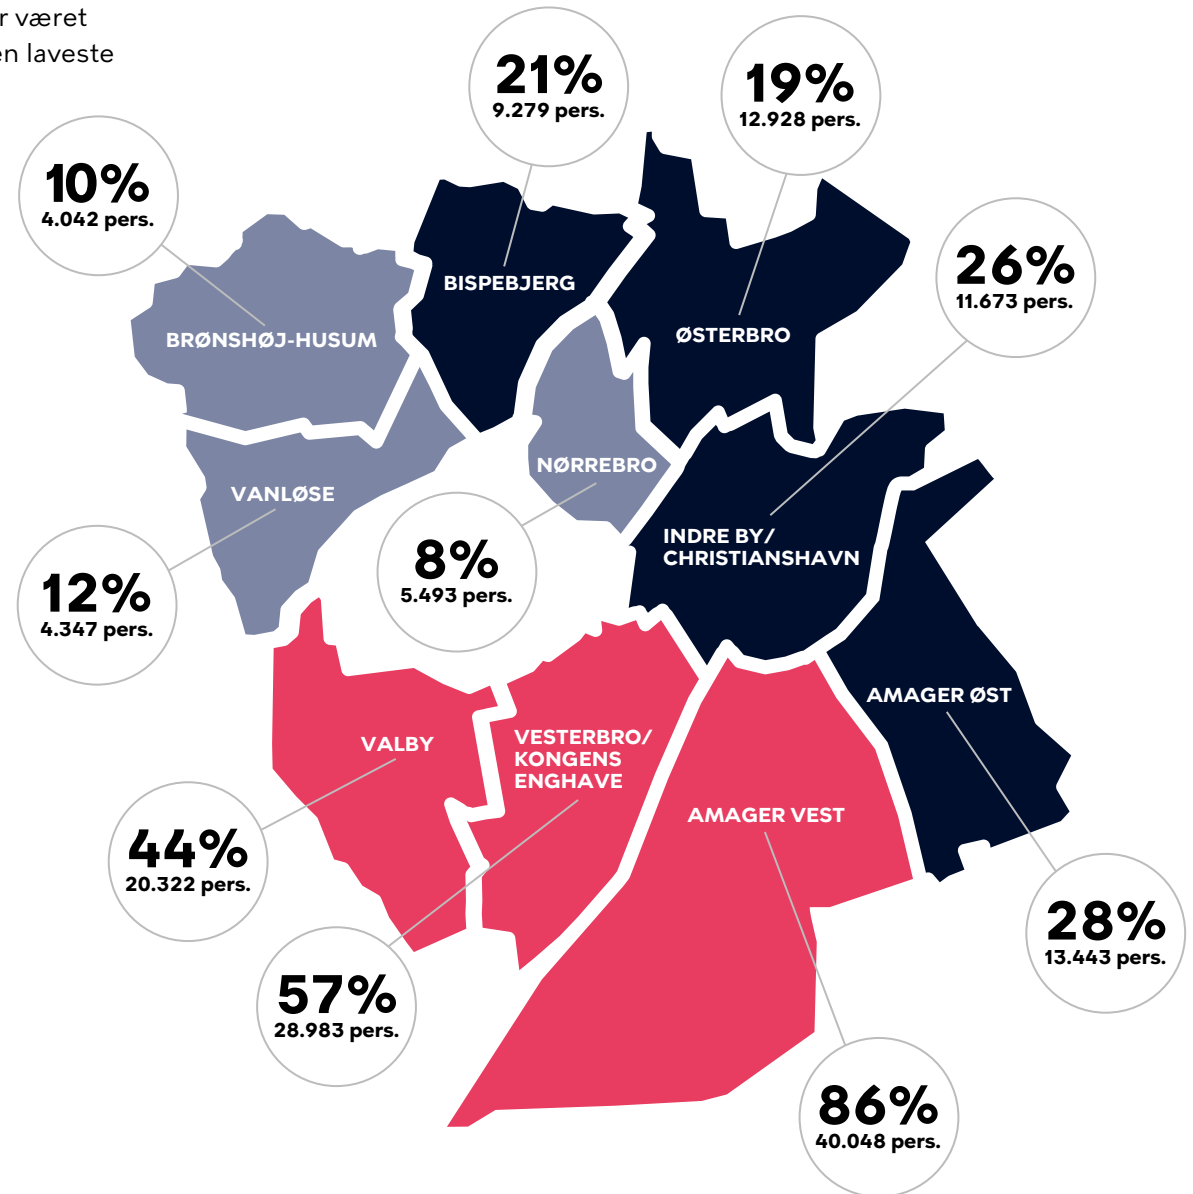 r været
en laveste
21%
9.279 pers.
19%
12.928 pers.
10%
4.042 pers.
26%
11.673 pers.
BISPEBJERG
BRØNSHØJ-HUSUM
ØSTERBRO
NØRREBRO
VANLØSE
INDRE BY/
CHRISTIANSHAVN
8%
5.493 pers.
12%
4.347 pers.
AMAGER ØST
VALBY
VESTERBRO/
KONGENS
ENGHAVE
AMAGER VEST
44%
20.322 pers.
28%
13.443 pers.
57%
28.983 pers.
86%
40.048 pers.